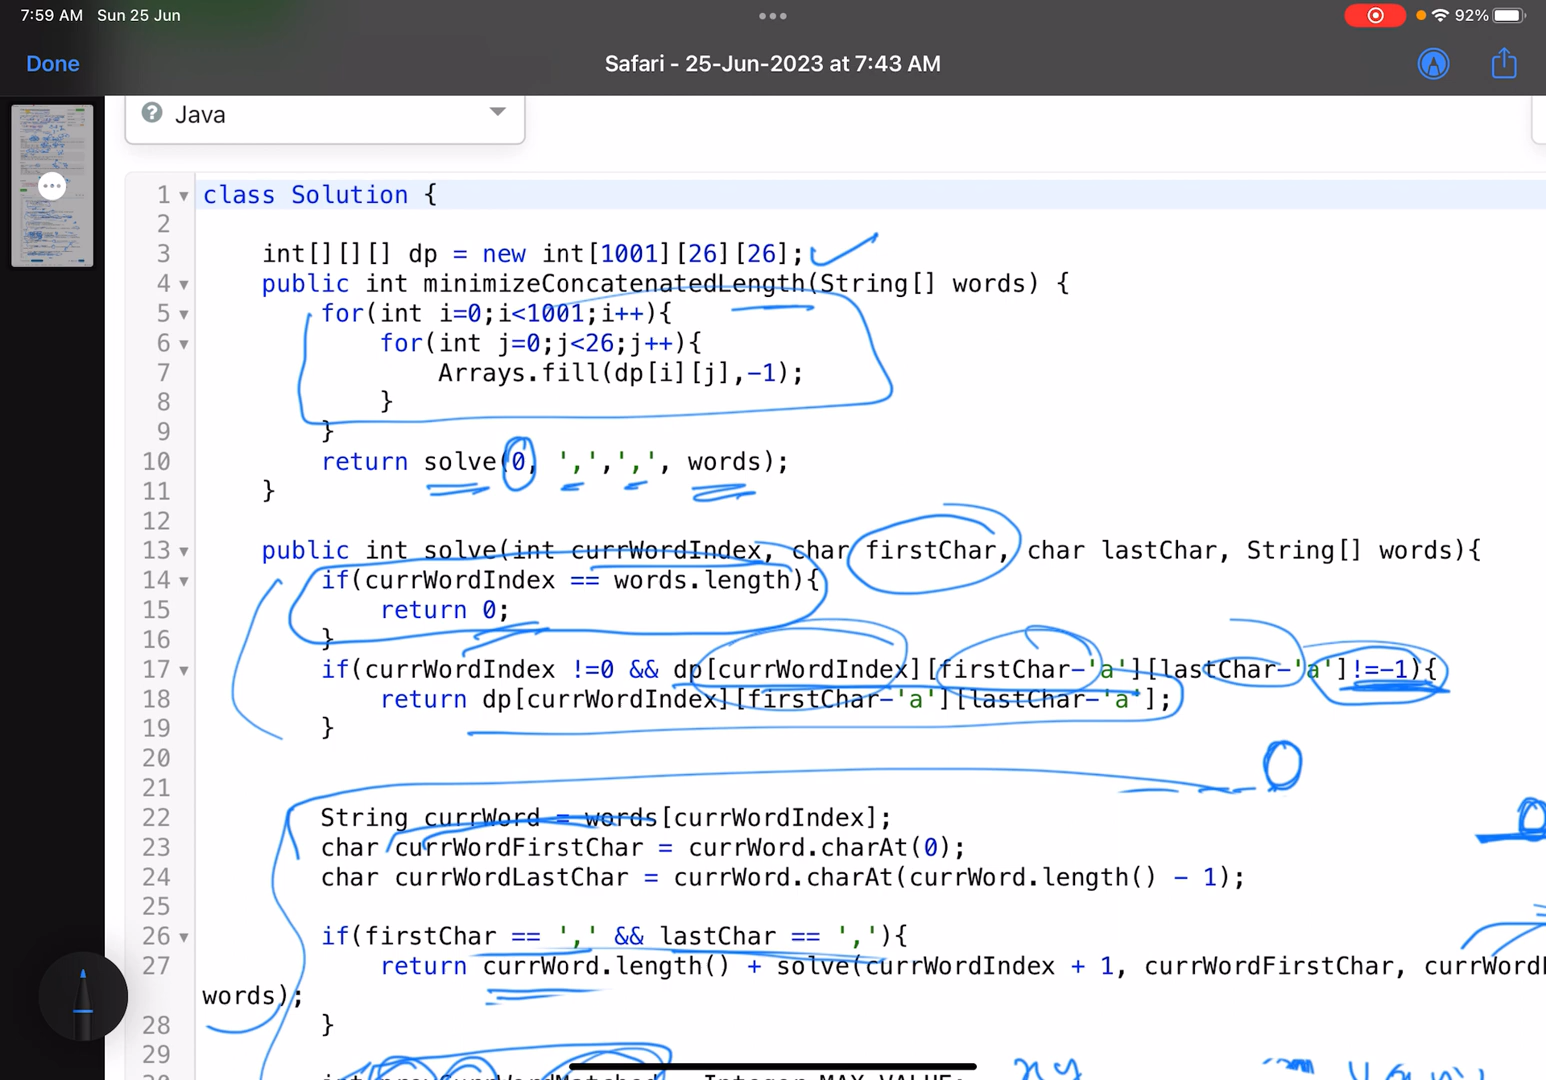 7:59 AM Sun 25 Jun
92%
Done
Safari - 25-Jun-2023 at 7:43 AM
Java
1 class Solution {
2
3 int[][][] dp = new int[1001][26][26];
4 public int minimizeConcatenatedLength(String[] words) {
5 for(int i=0;i<1001;i++){
6 for(int j=0;j<26;j++){
7 Arrays.fill(dp[i][j],-1);
8 }
9 }
10 return solve(0, ',',',', words);
11 }
12
13 public int solve(int currWordIndex, char firstChar, char lastChar, String[] words){
14 if(currWordIndex == words.length){
15 return 0;
16 }
17 if(currWordIndex !=0 && dp[currWordIndex][firstChar-'a'][lastChar-'a']!=-1){
18 return dp[currWordIndex][firstChar-'a'][lastChar-'a'];
19 }
20
0
21
22 String currWord = words[currWordIndex];
0
23 char currWordFirstChar = currWord.charAt(0);
24 char currWordLastChar = currWord.charAt(currWord.length() - 1);
25
26 if(firstChar == ',' && lastChar == ','){
27 return currWord.length() + solve(currWordIndex + 1, currWordFirstChar, currWord
words);
28 }
29
xy